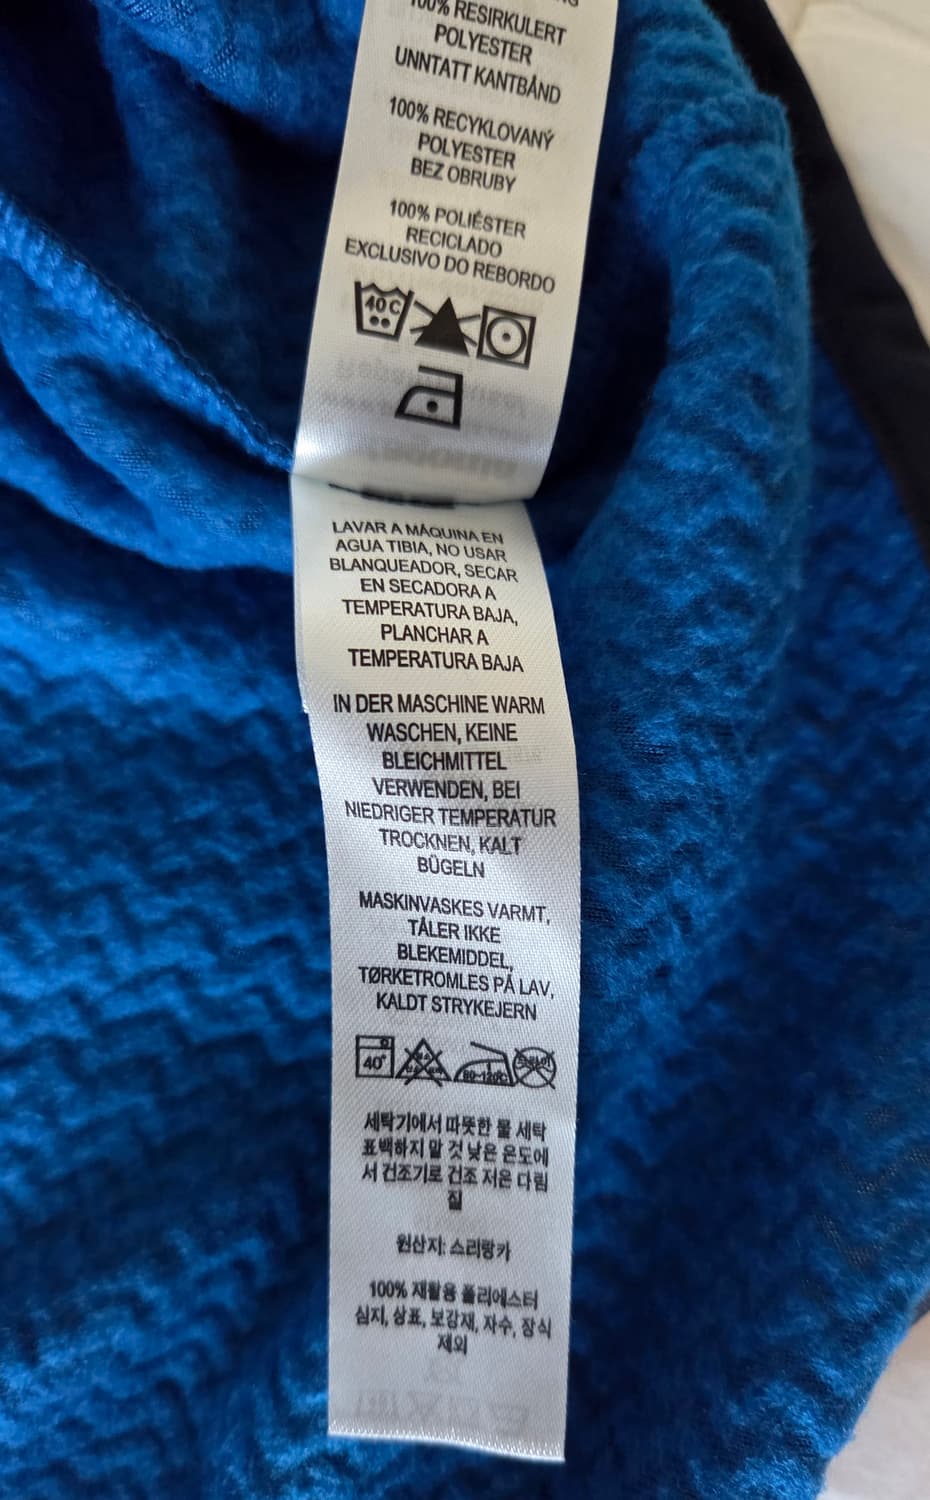 100% RESIRKULERT
POLYESTER
UNNTATT KANTBÅND
100% RECYKLOVANÝ
POLYESTER
BEZ OBRUBY
100% POLIÉSTER
RECICLADO
EXCLUSIVO DO REBORDO
40 C
LAVAR A MÁQUINA EN
AGUA TIBIA, NO USAR
BLANQUEADOR, SECAR
EN SECADORA A
TEMPERATURA BAJA,
PLANCHAR A
TEMPERATURA BAJA
IN DER MASCHINE WARM
WASCHEN, KEINE
BLEICHMITTEL
VERWENDEN, BEI
NIEDRIGER TEMPERATUR
TROCKNEN, KALT
BÜGELN
MASKINVASKES VARMT,
TÅLER IKKE
BLEKEMIDDEL,
TØRKETROMLES PÅ LAV,
KALDT STRYKEJERN
40° 80~120°C 드라이
세탁기에서 따뜻한 물 세탁
표백하지 말 것 낮은 온도에
서 건조기로 건조 저온 다림
질
원산지: 스리랑카
100% 재활용 폴리에스터
심지, 상표, 보강재, 자수, 장식
제외